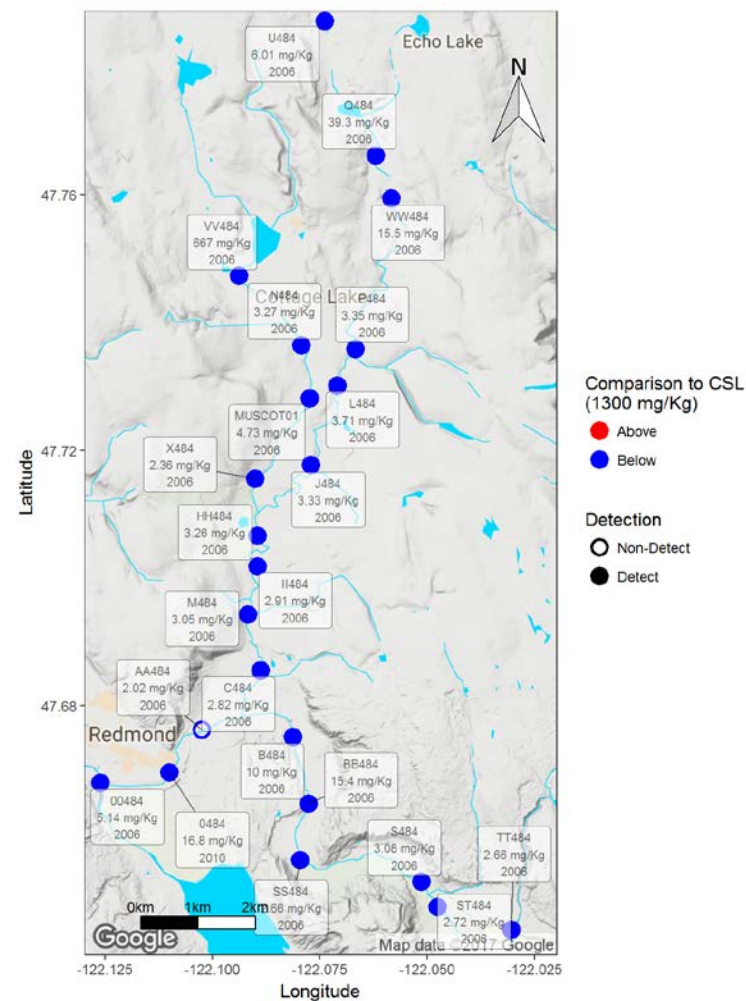 U484
6.01 mg/Kg
2006
Echo Lake
N
Q484
39.3 mg/Kg
2006
47.76
WW484
15.5 mg/Kg
2006
VV484
667 mg/Kg
2006
Cottage Lake
N484
3.27 mg/Kg
2006
P484
3.35 mg/Kg
2006
L484
3.71 mg/Kg
2006
MUSCOT01
4.73 mg/Kg
2006
47.72
X484
2.36 mg/Kg
2006
J484
3.33 mg/Kg
2006
HH484
3.26 mg/Kg
2006
II484
2.91 mg/Kg
2006
M484
3.05 mg/Kg
2006
AA484
2.02 mg/Kg
2006
C484
2.82 mg/Kg
2006
47.68
Redmond
B484
10 mg/Kg
2006
BB484
15.4 mg/Kg
2006
00484
5.14 mg/Kg
2006
0484
16.8 mg/Kg
2010
S484
3.08 mg/Kg
2006
TT484
2.66 mg/Kg
2006
SS484
mg/Kg
2006
ST484
2.72 mg/Kg
2006
0km 1km 2km
Google
Map data ©2017 Google
-122.125 -122.100 -122.075 -122.050 -122.025
Longitude
Latitude
Comparison to CSL
(1300 mg/Kg)
Above
Below
Detection
Non-Detect
Detect